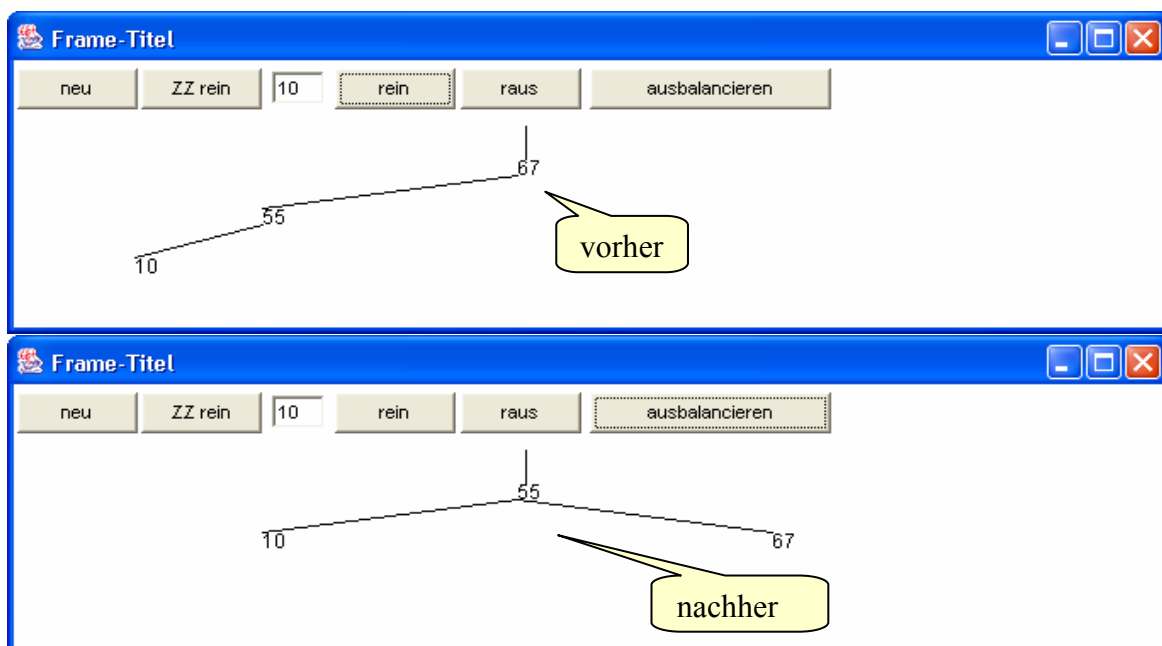 Frame-Titel
neu ZZ rein 10 rein raus ausbalancieren
67
55
vorher
10
Frame-Titel
neu ZZ rein 10 rein raus ausbalancieren
55
10 67
nachher